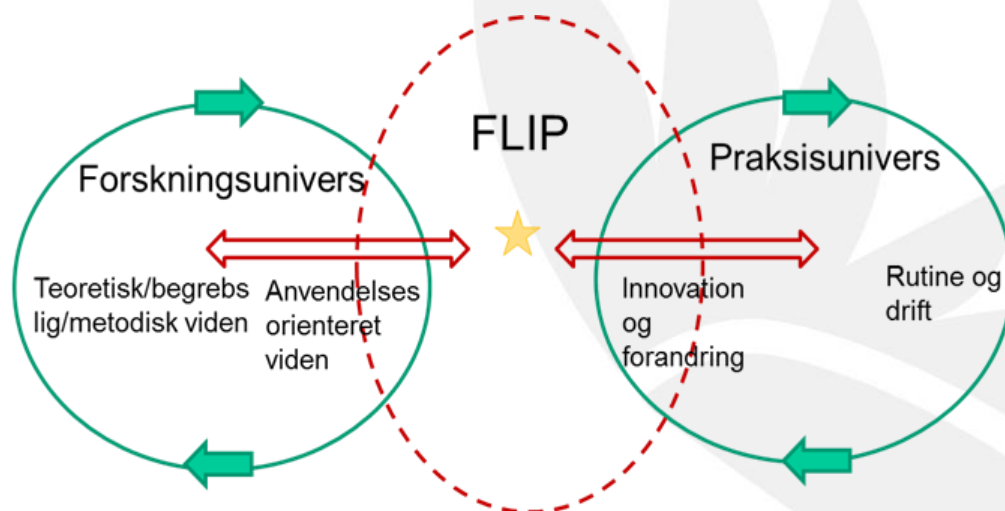 FLIP
Forskningsunivers
Praksisunivers
Teoretisk/begrebs
lig/metodisk viden
Anvendelses
orienteret
viden
Innovation
og
forandring
Rutine og
drift